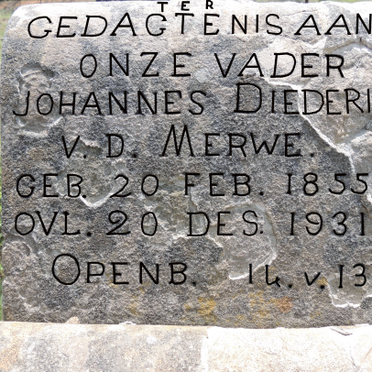 TER
GEDAGTENIS AAN
ONZE VADER
JOHANNES DIEDERI
V. D. MERWE.
GEB. 20 FEB. 1855
OVL. 20 DES. 1931
OPENB. 14. V. 13